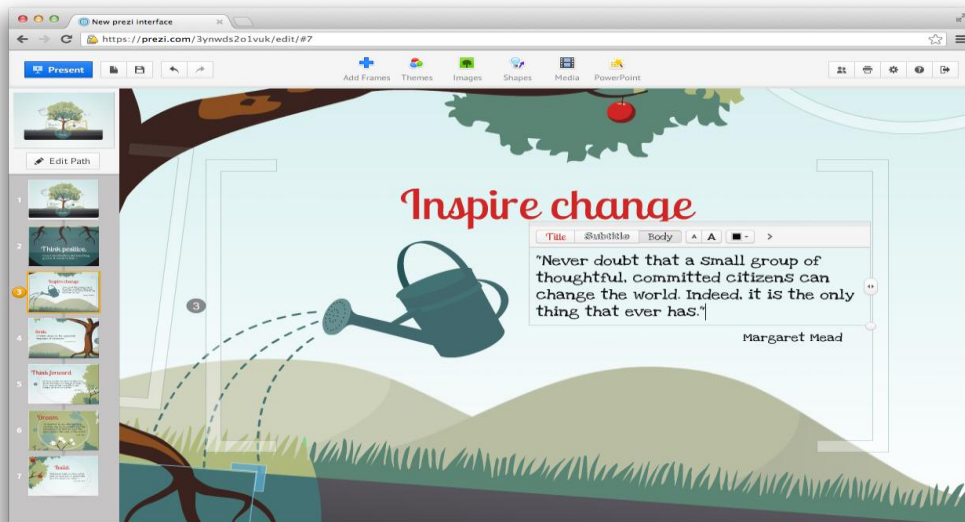 New prezi interface
https://prezi.com/3ynwds2o1vuk/edit/#7
Present
Add Frames Themes Images Shapes Media PowerPoint
Edit Path
1
2
Think positive.
3
Inspire change
4
5
Think forward
6
Dream
7
Build
Inspire change
Title Subtitle Body A A
"Never doubt that a small group of
thoughtful, committed citizens can
change the world. Indeed, it is the only
thing that ever has."
Margaret Mead
3